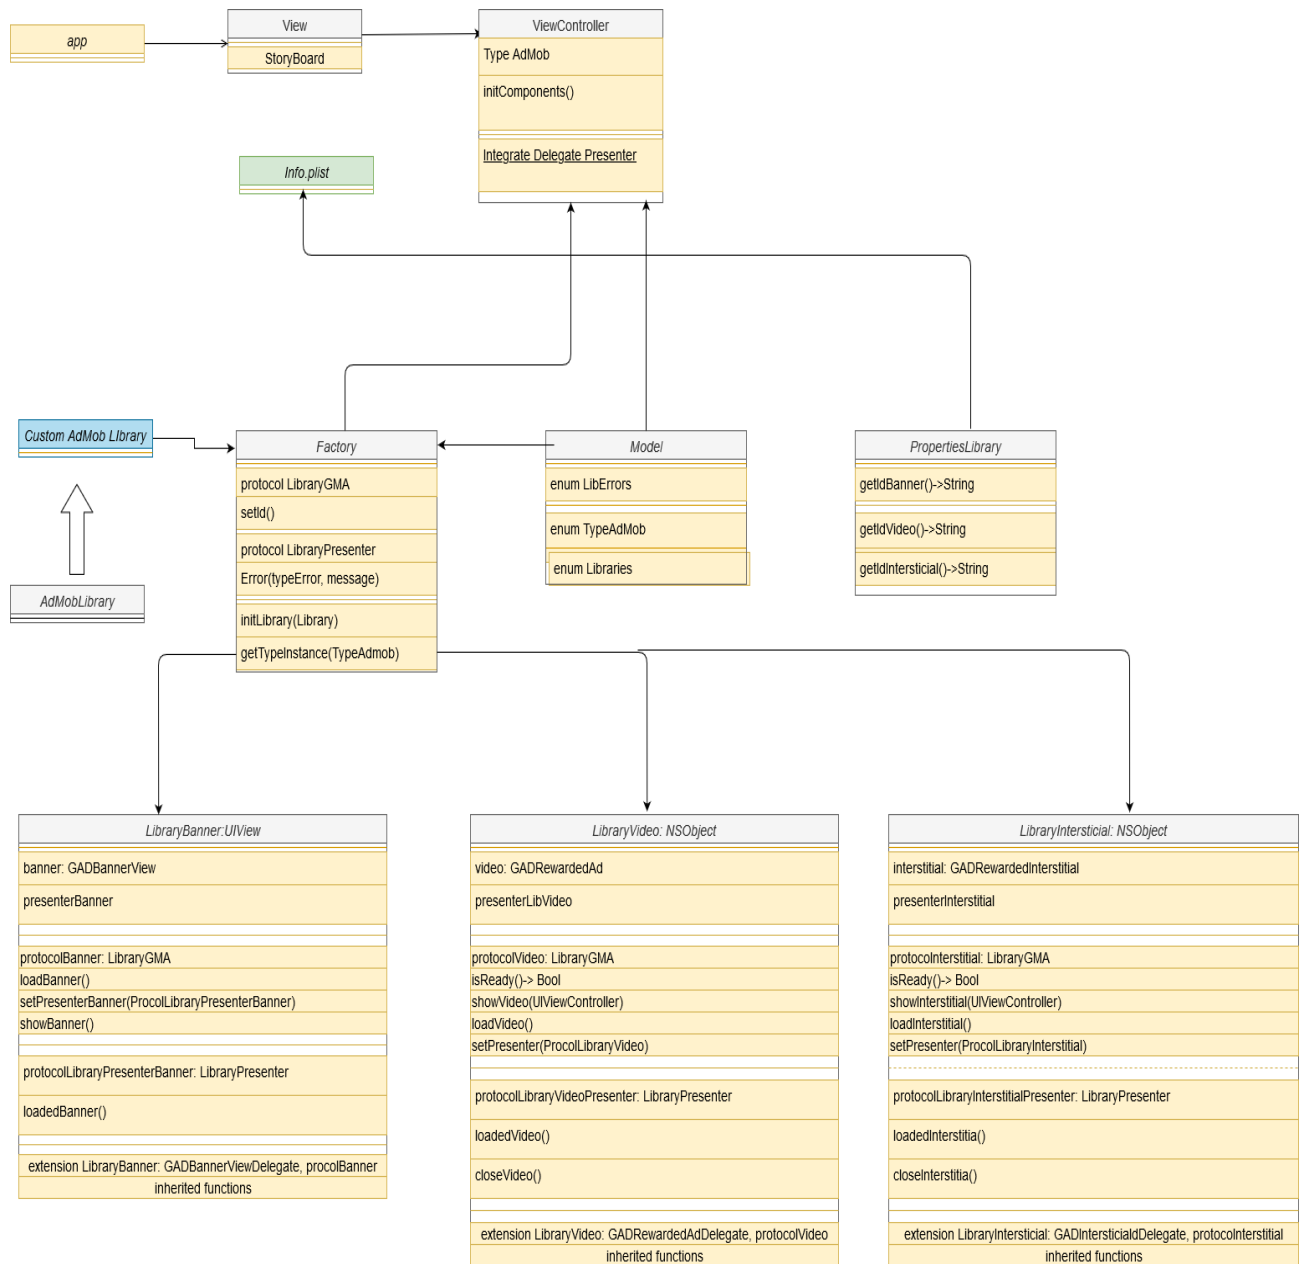 app
View
StoryBoard
ViewController
Type AdMob
initComponents()
Integrate Delegate Presenter
Info.plist
Custom AdMob LIbrary
AdMobLibrary
Factory
protocol LibraryGMA
setId()
protocol LibraryPresenter
Error(typeError, message)
initLibrary(Library)
getTypeInstance(TypeAdmob)
Model
enum LibErrors
enum TypeAdMob
enum Libraries
PropertiesLibrary
getIdBanner()->String
getIdVideo()->String
getIdIntersticial()->String
LibraryBanner:UIView
banner: GADBannerView
presenterBanner
protocolBanner: LibraryGMA
loadBanner()
setPresenterBanner(ProcolLibraryPresenterBanner)
showBanner()
protocolLibraryPresenterBanner: LibraryPresenter
loadedBanner()
extension LibraryBanner: GADBannerViewDelegate, procolBanner
inherited functions
LibraryVideo: NSObject
video: GADRewardedAd
presenterLibVideo
protocolVideo: LibraryGMA
isReady()-> Bool
showVideo(UIViewController)
loadVideo()
setPresenter(ProcolLibraryVideo)
protocolLibraryVideoPresenter: LibraryPresenter
loadedVideo()
closeVideo()
extension LibraryVideo: GADRewardedAdDelegate, protocolVideo
inherited functions
LibraryIntersticial: NSObject
interstitial: GADRewardedInterstitial
presenterInterstitial
protocolnterstitial: LibraryGMA
isReady()-> Bool
showInterstitial(UIViewController)
loadInterstitial()
setPresenter(ProcolLibraryInterstitial)
protocolLibraryInterstitialPresenter: LibraryPresenter
loadedInterstitia()
closeInterstitia()
extension LibraryIntersticial: GADIntersticialdDelegate, protocolnterstitial
inherited functions